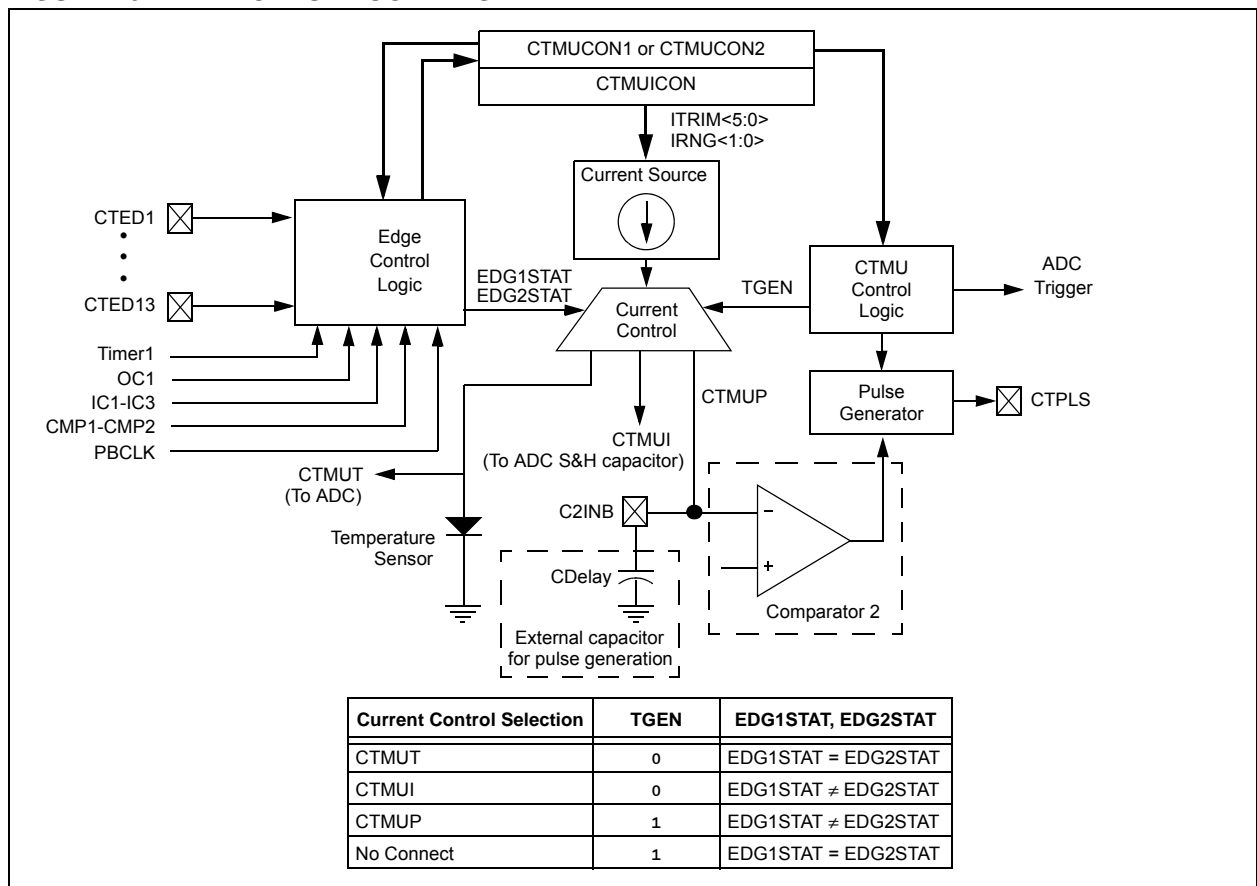 CTMUCON1 or CTMUCON2
CTMUICON
ITRIM<5:0>
IRNG<1:0>
Current Source
CTED1
CTED13
Edge
Control
Logic
EDG1STAT
EDG2STAT
Current
Control
TGEN
CTMU
Control
Logic
ADC
Trigger
Timer1
OC1
IC1-IC3
CMP1-CMP2
PBCLK
CTMUP
Pulse
Generator
CTPLS
CTMUI
(To ADC S&H capacitor)
CTMUT
(To ADC)
C2INB
Temperature
Sensor
CDelay
–
+
Comparator 2
External capacitor
for pulse generation
Current Control Selection TGEN EDG1STAT, EDG2STAT
CTMUT 0 EDG1STAT = EDG2STAT
CTMUI 0 EDG1STAT ≠ EDG2STAT
CTMUP 1 EDG1STAT ≠ EDG2STAT
No Connect 1 EDG1STAT = EDG2STAT